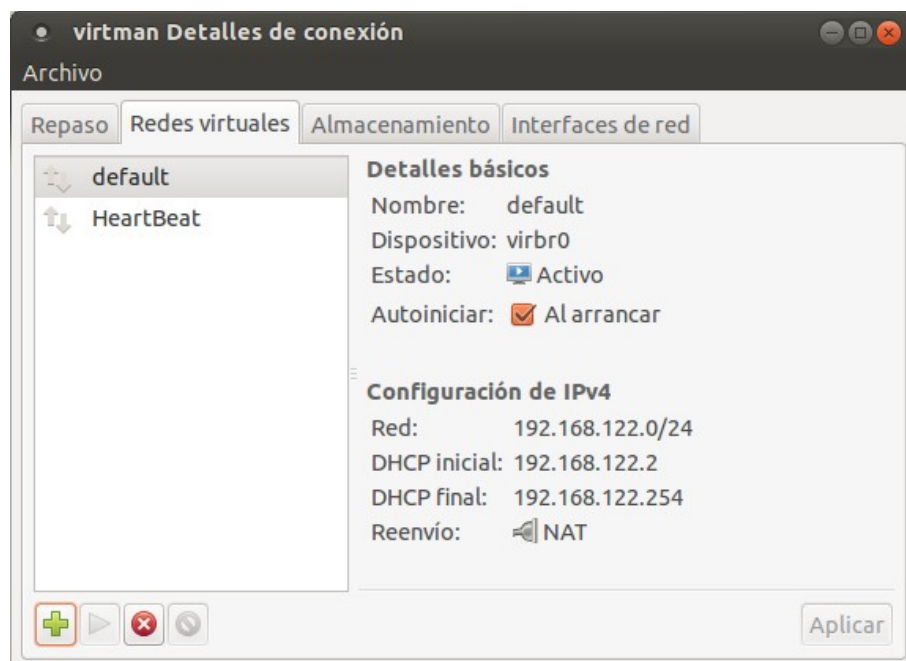 virtman Detalles de conexión
Archivo
Repaso Redes virtuales Almacenamiento Interfaces de red
default
HeartBeat
Detalles básicos
Nombre: default
Dispositivo: virbr0
Estado: Activo
Autoiniciar: Al arrancar
Configuración de IPv4
Red: 192.168.122.0/24
DHCP inicial: 192.168.122.2
DHCP final: 192.168.122.254
Reenvío: NAT
Aplicar